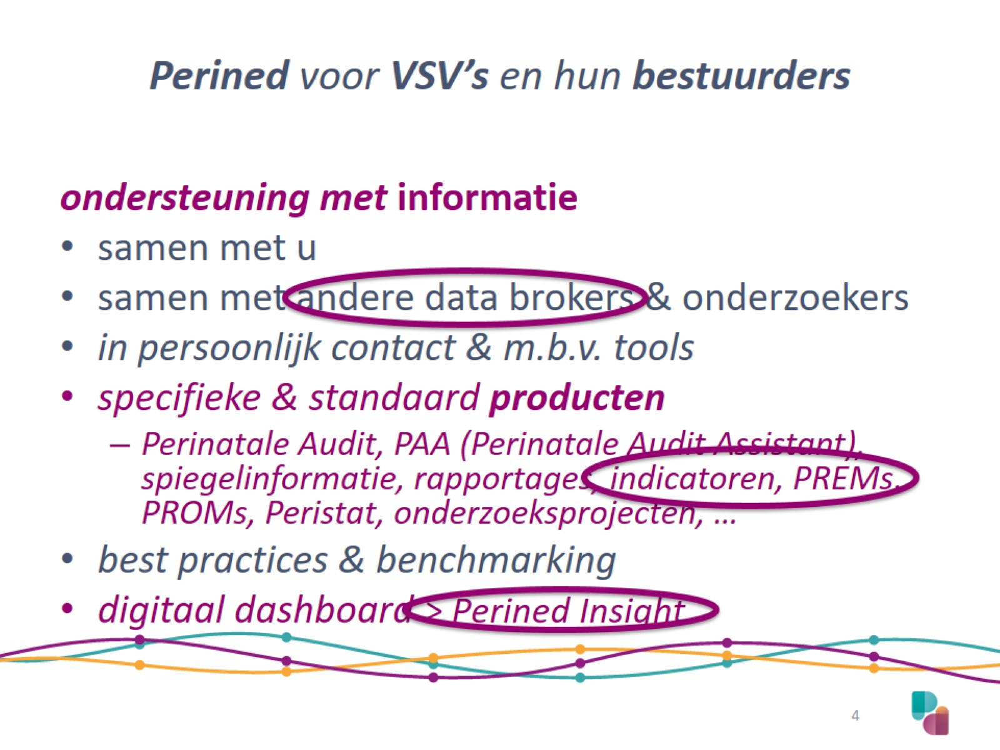 Perined voor VSV's en hun bestuurders
ondersteuning met informatie
• samen met u
• samen met andere data brokers & onderzoekers
• in persoonlijk contact & m.b.v. tools
• specifieke & standaard producten
– Perinatale Audit, PAA (Perinatale Audit Assistant),
spiegelinformatie, rapportages, indicatoren, PREMs,
PROMs, Peristat, onderzoeksprojecten, ...
• best practices & benchmarking
• digitaal dashboard > Perined Insight
4